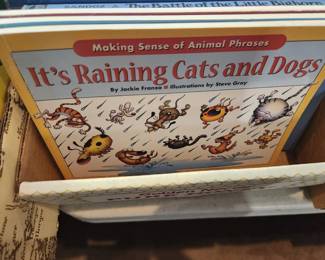 SANDOZ The Battle of the Little Bighorn
Making Sense of Animal Phrases
It's Raining Cats and Dogs
By Jackie Franza ■ Illustrations by Steve Gray